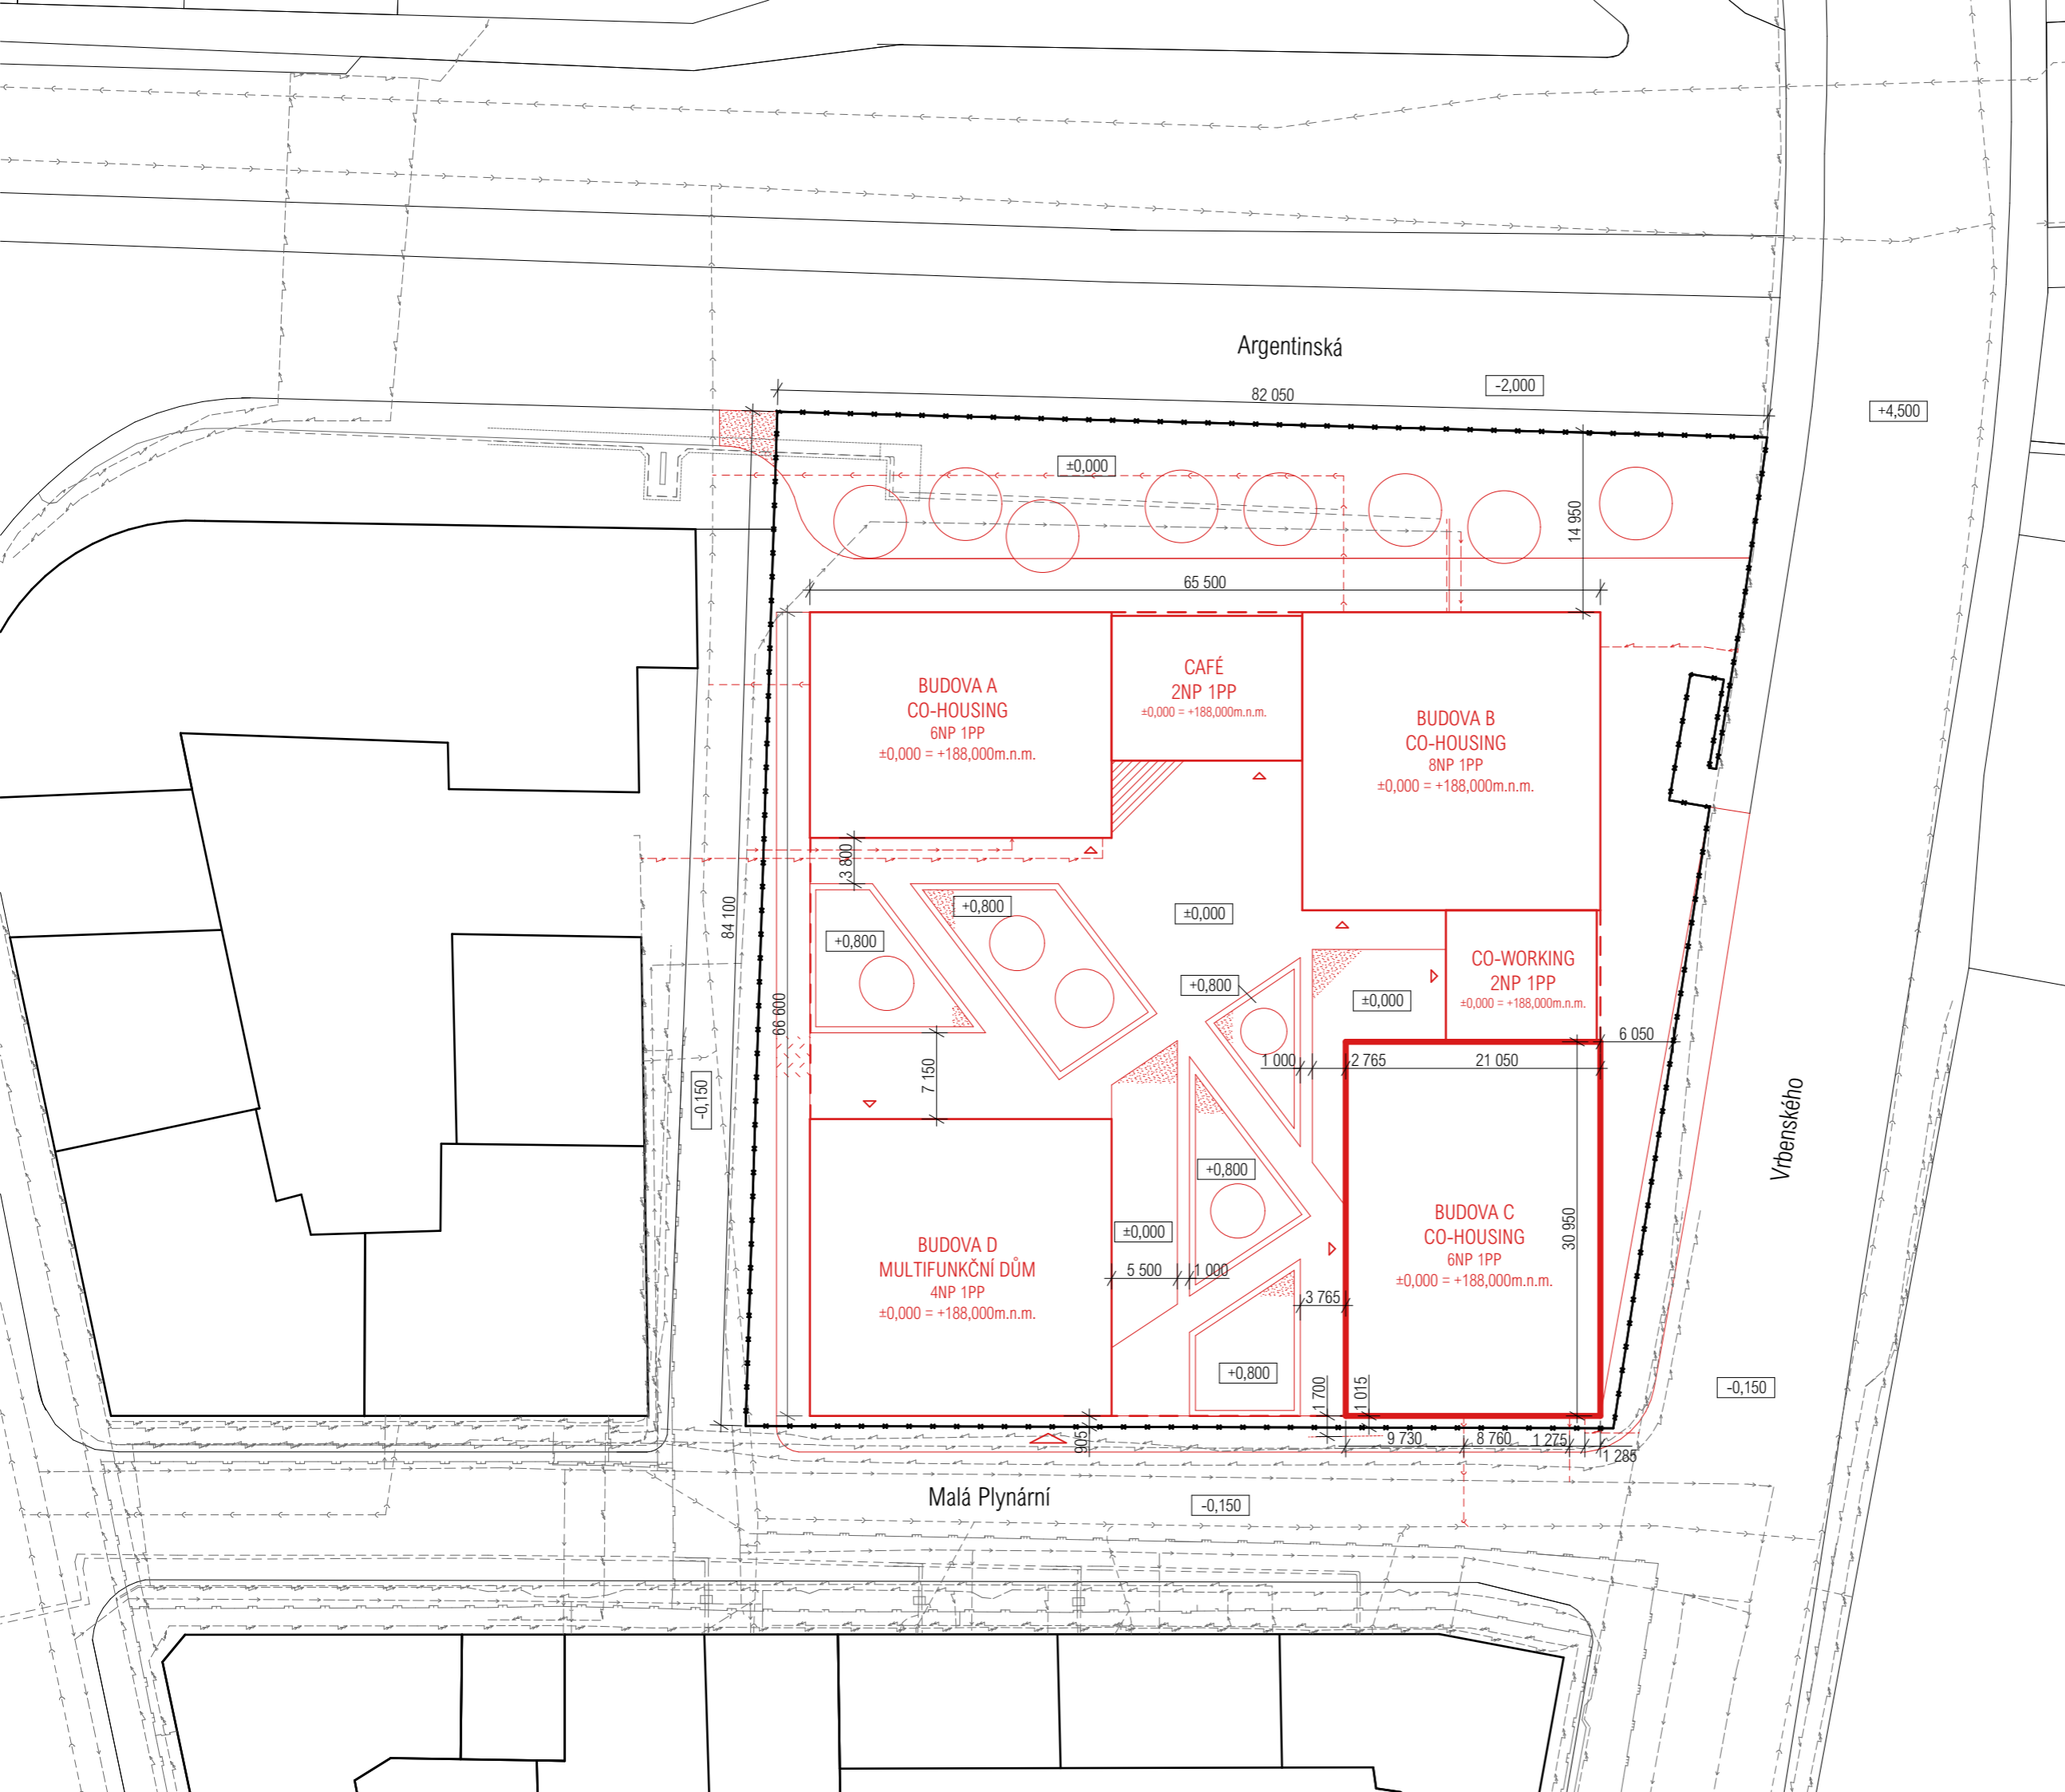 Argentinská
82 050
-2,000
+4,500
±0,000
14 950
65 500
BUDOVA A
CO-HOUSING
6NP 1PP
±0,000 = +188,000m.n.m.
CAFÉ
2NP 1PP
±0,000 = +188,000m.n.m.
BUDOVA B
CO-HOUSING
8NP 1PP
±0,000 = +188,000m.n.m.
3 800
84 100
+0,800
+0,800
±0,000
CO-WORKING
2NP 1PP
±0,000 = +188,000m.n.m.
+0,800
±0,000
66 600
6 050
1 000
2 765
21 050
7 150
-0,150
Vrbenského
+0,800
BUDOVA C
CO-HOUSING
6NP 1PP
±0,000 = +188,000m.n.m.
30 950
±0,000
BUDOVA D
MULTIFUNKČNÍ DŮM
4NP 1PP
±0,000 = +188,000m.n.m.
5 500
1 000
3 765
+0,800
1 700
1 015
-0,150
905
9 730
8 760
1 275
1 285
Malá Plynární
-0,150